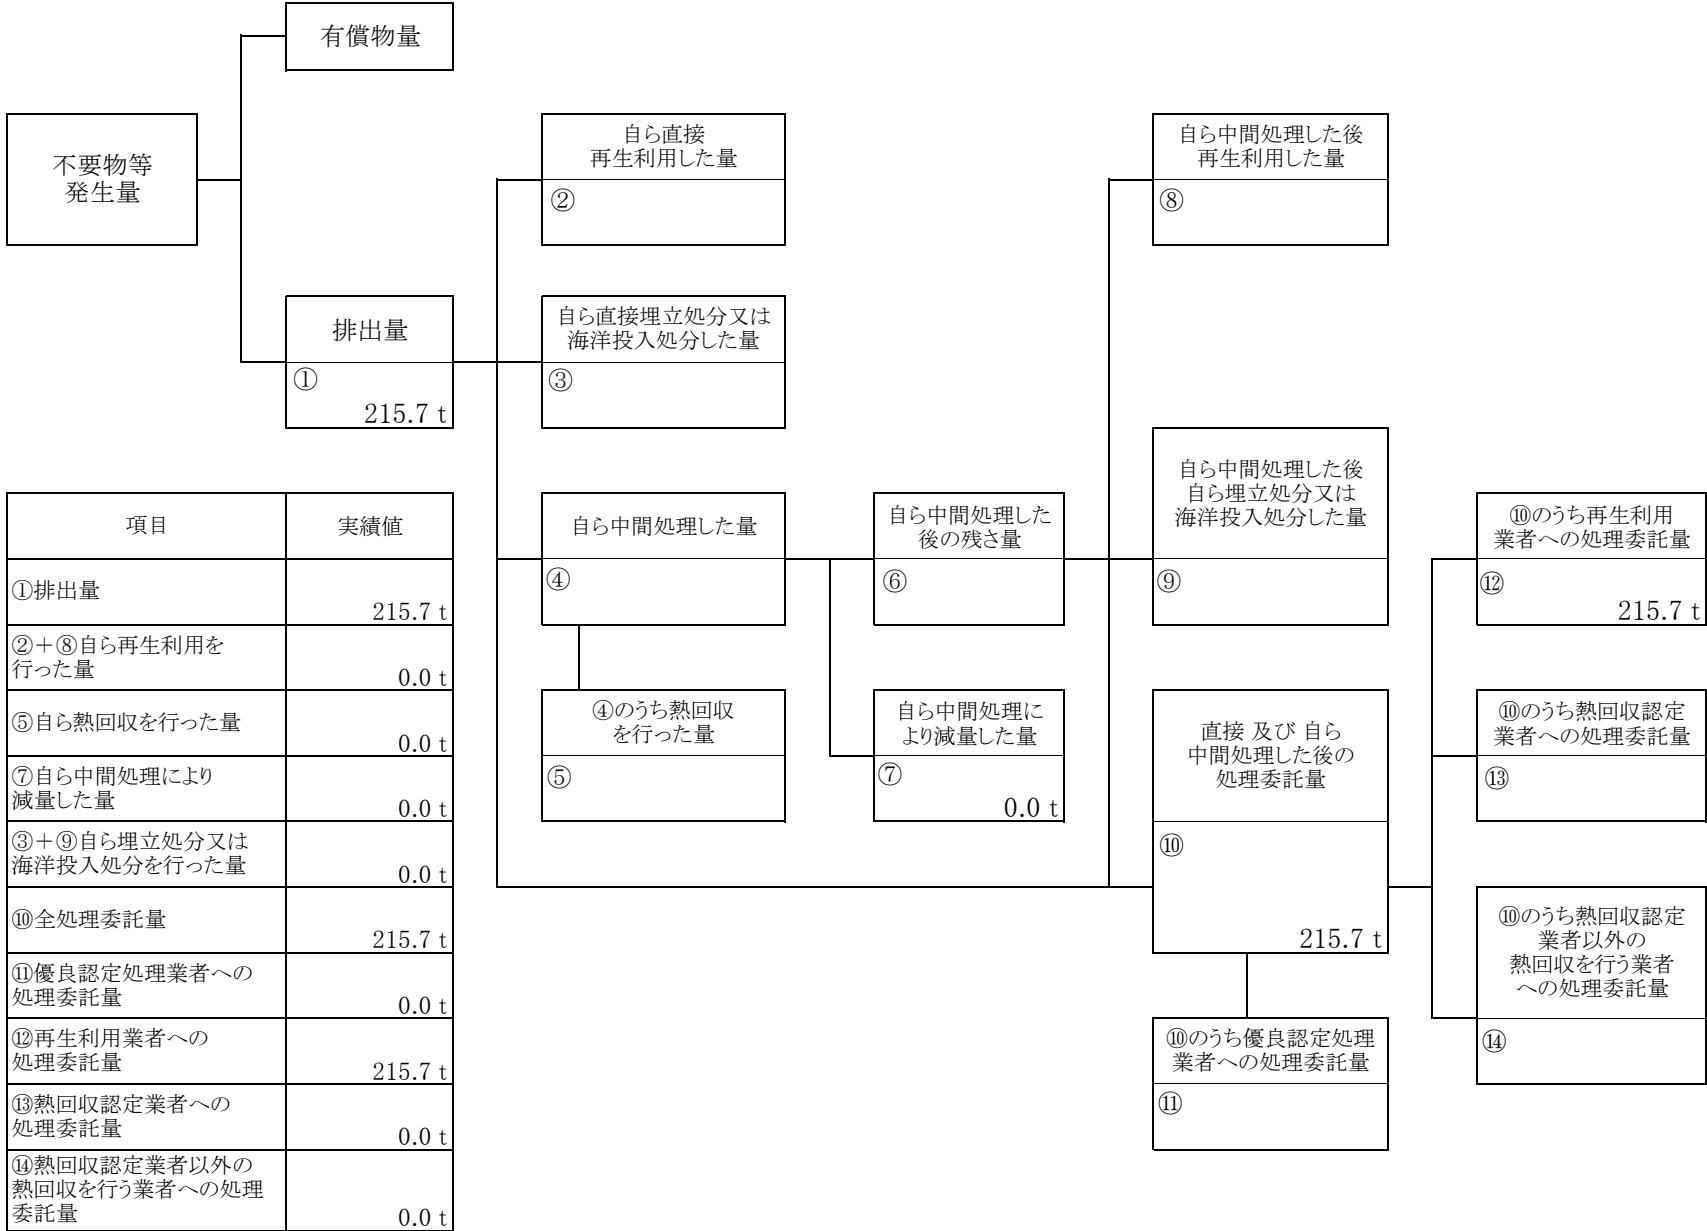 有償物量
不要物等
発生量
自ら直接
再生利用した量
②
自ら中間処理した後
再生利用した量
⑧
排出量
①
215.7 t
自ら直接埋立処分又は
海洋投入処分した量
③
自ら中間処理した量
④
自ら中間処理した
後の残さ量
⑥
自ら中間処理した後
自ら埋立処分又は
海洋投入処分した量
⑨
⑩のうち再生利用
業者への処理委託量
⑫
215.7 t
④のうち熱回収
を行った量
⑤
自ら中間処理に
より減量した量
⑦
0.0 t
直接 及び 自ら
中間処理した後の
処理委託量
⑩
215.7 t
⑩のうち熱回収認定
業者への処理委託量
⑬
⑩のうち熱回収認定
業者以外の
熱回収を行う業者
への処理委託量
⑭
⑩のうち優良認定処理
業者への処理委託量
⑪
項目
実績値
①排出量
215.7 t
②＋⑧自ら再生利用を
行った量
0.0 t
⑤自ら熱回収を行った量
0.0 t
⑦自ら中間処理により
減量した量
0.0 t
③＋⑨自ら埋立処分又は
海洋投入処分を行った量
0.0 t
⑩全処理委託量
215.7 t
⑪優良認定処理業者への
処理委託量
0.0 t
⑫再生利用業者への
処理委託量
215.7 t
⑬熱回収認定業者への
処理委託量
0.0 t
⑭熱回収認定業者以外の
熱回収を行う業者への処理
委託量
0.0 t